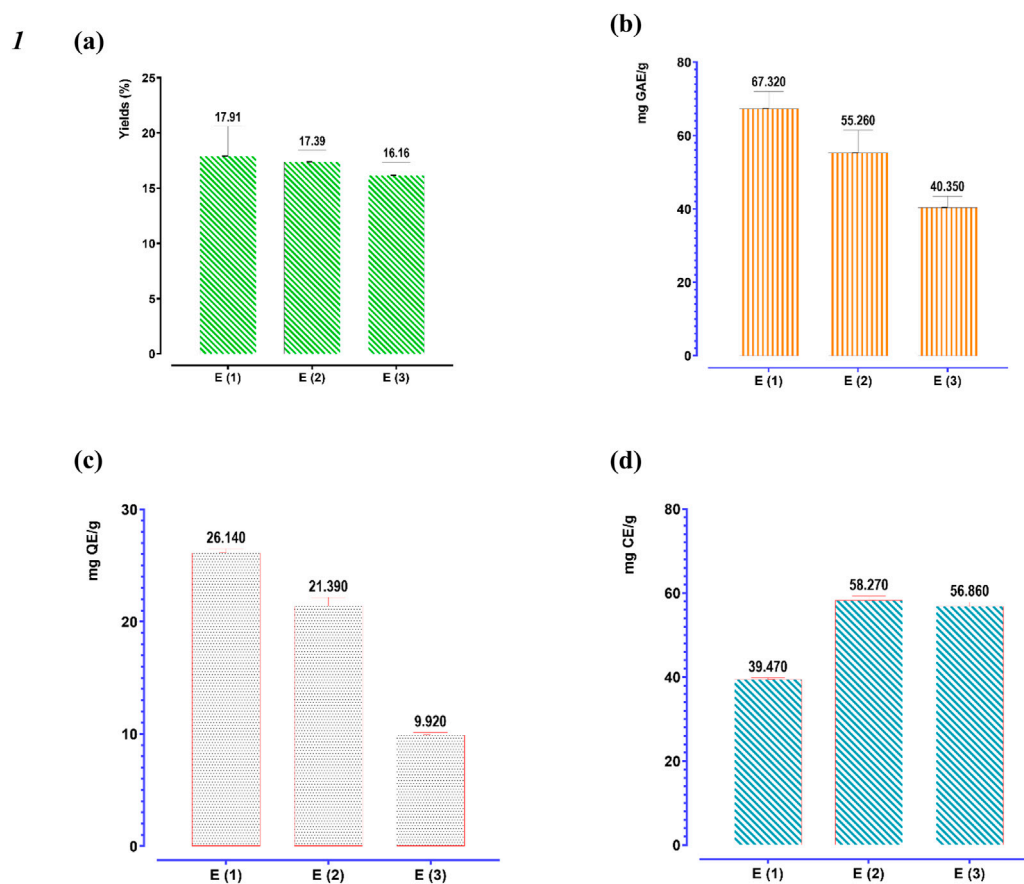 1
(a)
Yields (%)
25
20
15
10
5
0
17.91
17.39
16.16
E (1)
E (2)
E (3)
(b)
mg GAE/g
80
60
40
20
0
67.320
55.260
40.350
E (1)
E (2)
E (3)
(c)
mg QE/g
30
20
10
0
26.140
21.390
9.920
E (1)
E (2)
E (3)
(d)
mg CE/g
80
60
40
20
0
39.470
58.270
56.860
E (1)
E (2)
E (3)